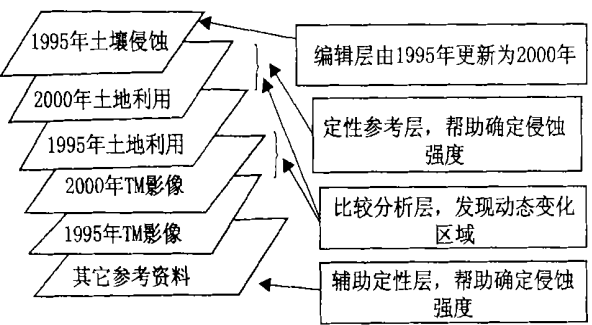 1995年土壤侵蚀
2000年土地利用
1995年土地利用
2000年TM影像
1995年TM影像
其它参考资料
编辑层由1995年更新为2000年
定性参考层，帮助确定侵蚀
强度
比较分析层，发现动态变化
区域
辅助定性层，帮助确定侵蚀
强度